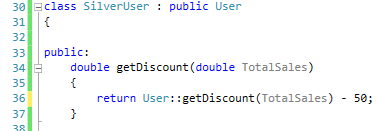 30 class SilverUser : public User
31 {
32
33 public:
34 double getDiscount(double TotalSales)
35 {
36 return User::getDiscount(TotalSales) - 50;
37 }
38